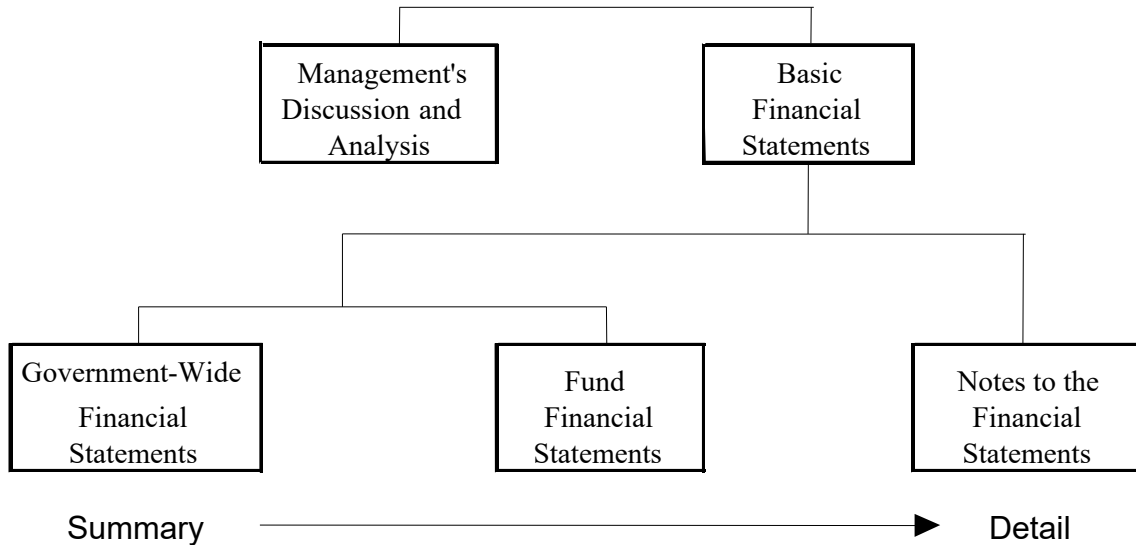 Management's
Discussion and
Analysis
Basic
Financial
Statements
Government-Wide
Financial
Statements
Fund
Financial
Statements
Notes to the
Financial
Statements
Summary
Detail